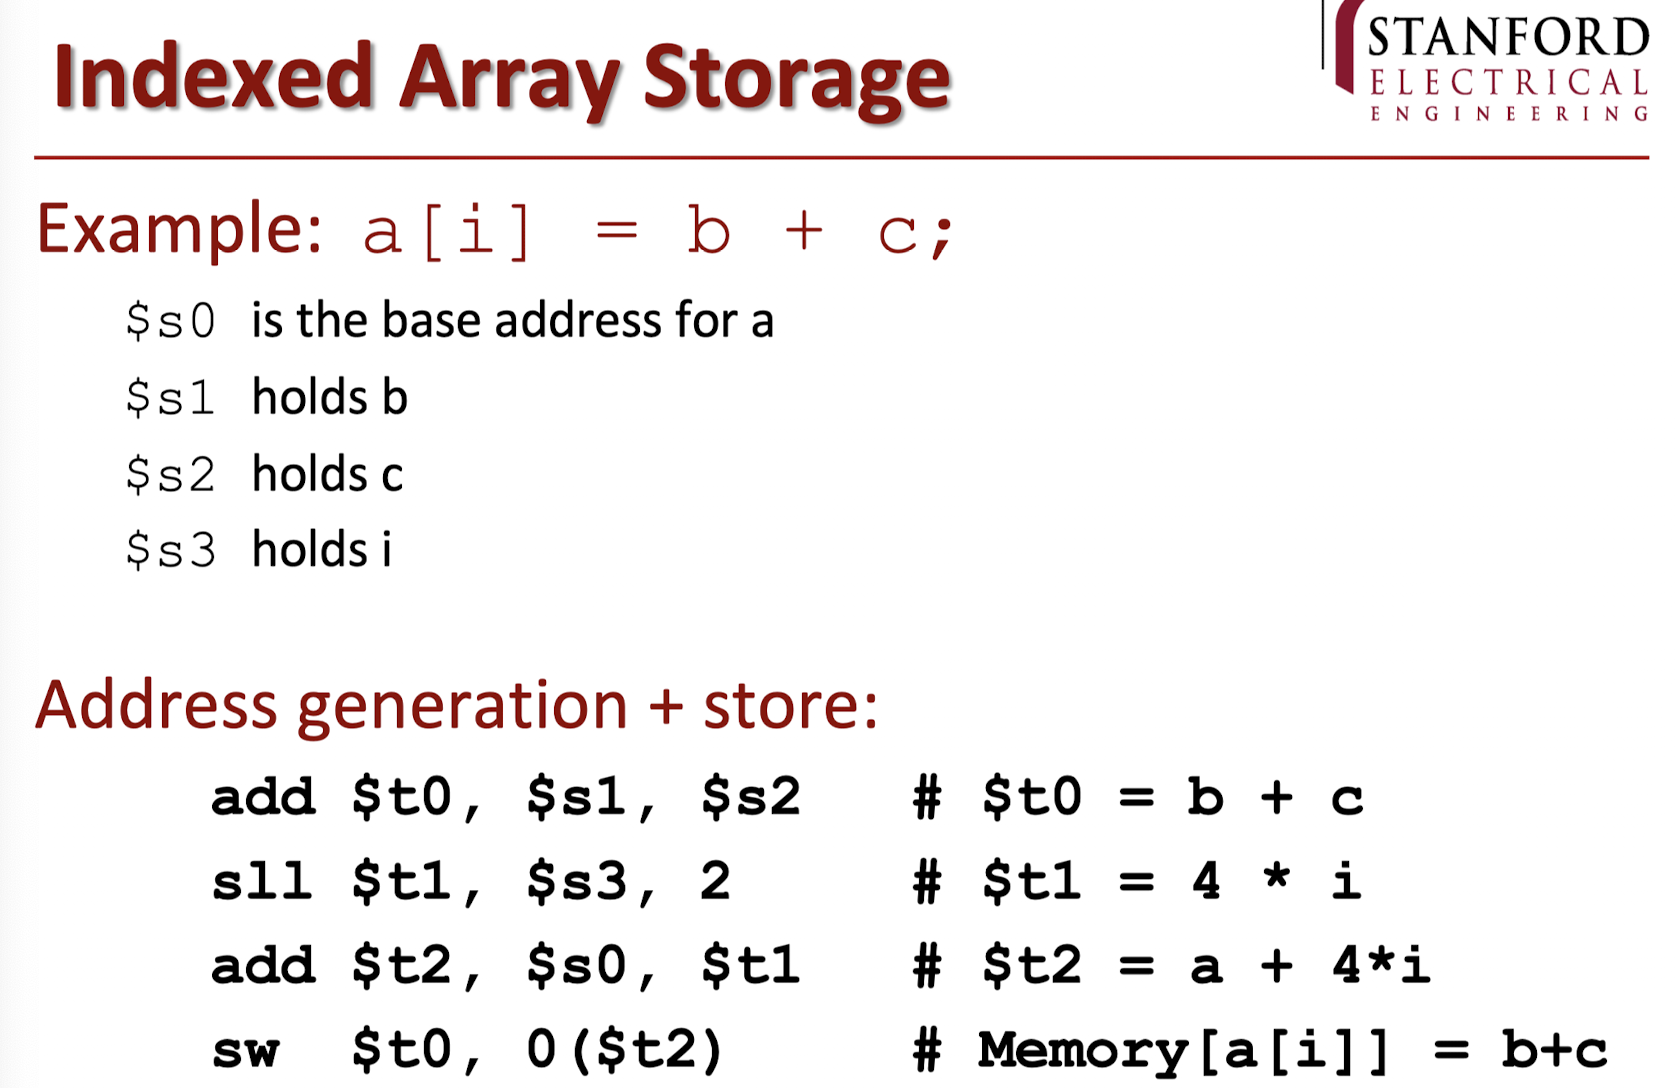 Indexed Array Storage
STANFORD
ELECTRICAL
ENGINEERING
Example: a[i] = b + c;
$s0 is the base address for a
$s1 holds b
$s2 holds c
$s3 holds i
Address generation + store:
add $t0, $s1, $s2 # $t0 = b + c
sll $t1, $s3, 2 # $t1 = 4 * i
add $t2, $s0, $t1 # $t2 = a + 4*i
sw $t0, 0($t2) # Memory[a[i]] = b+c